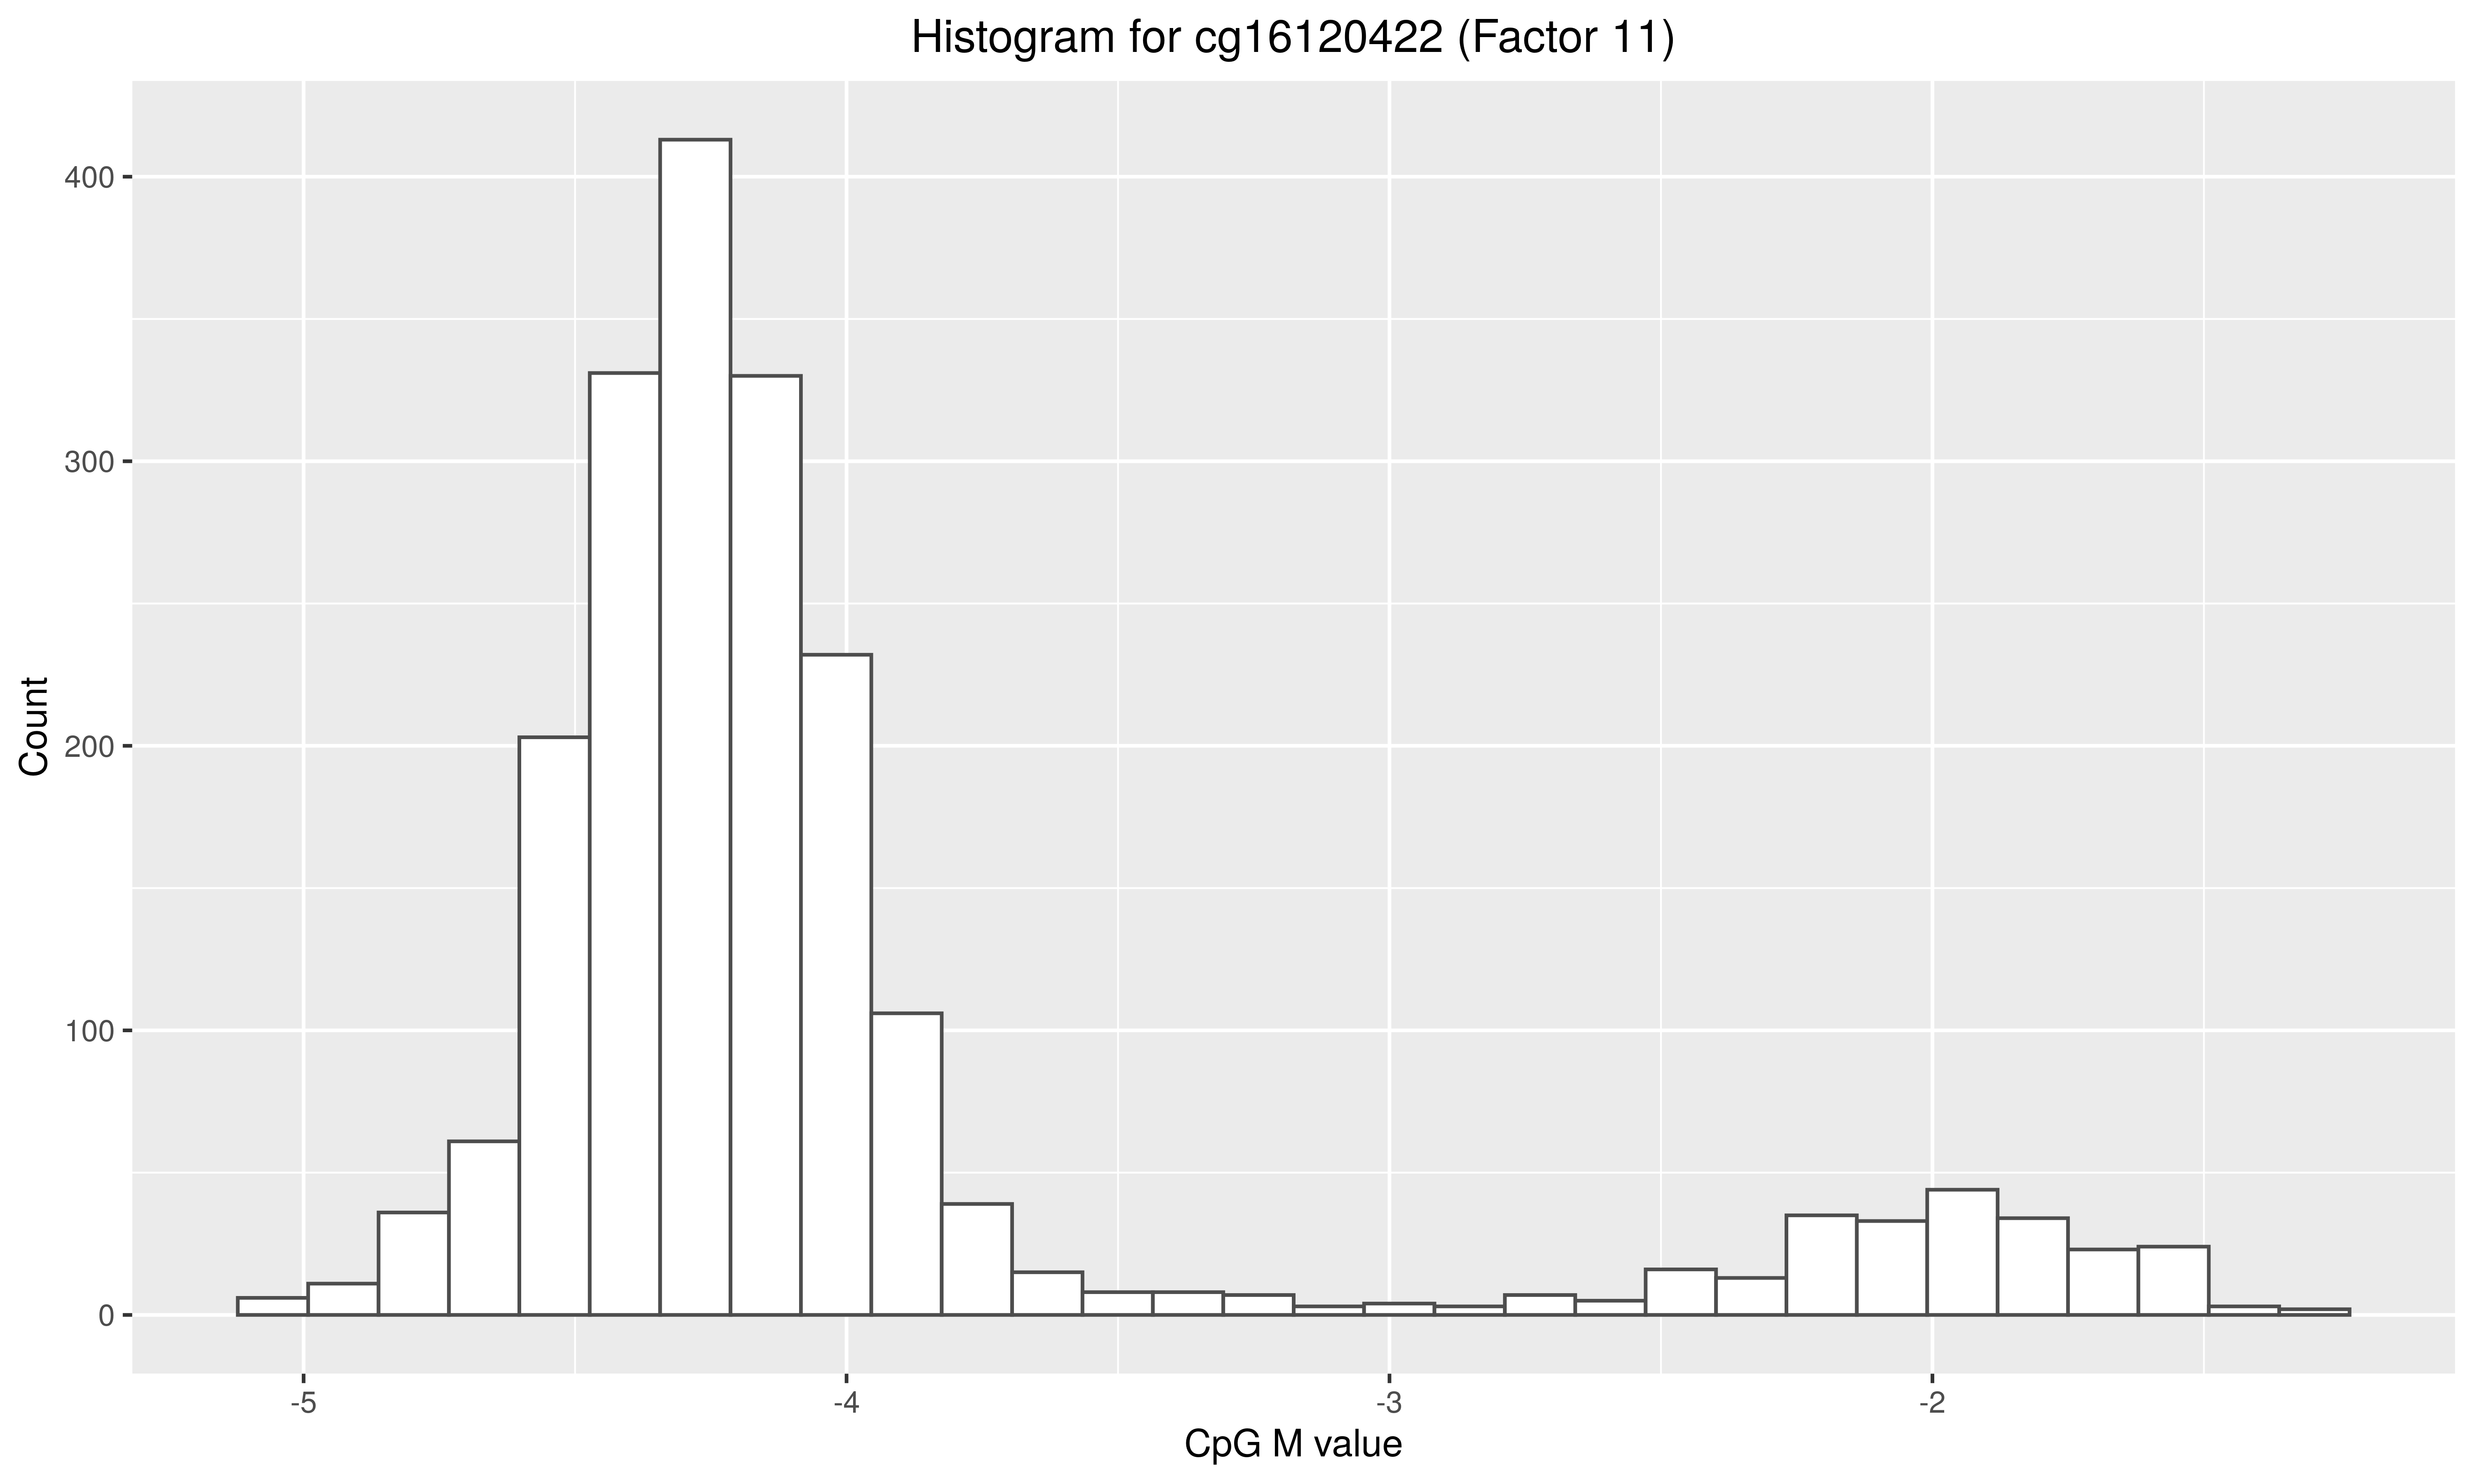 Histogram for cg16120422 (Factor 11)
Count
400
300
200
100
0
-5 -4 -3 -2
CpG M value